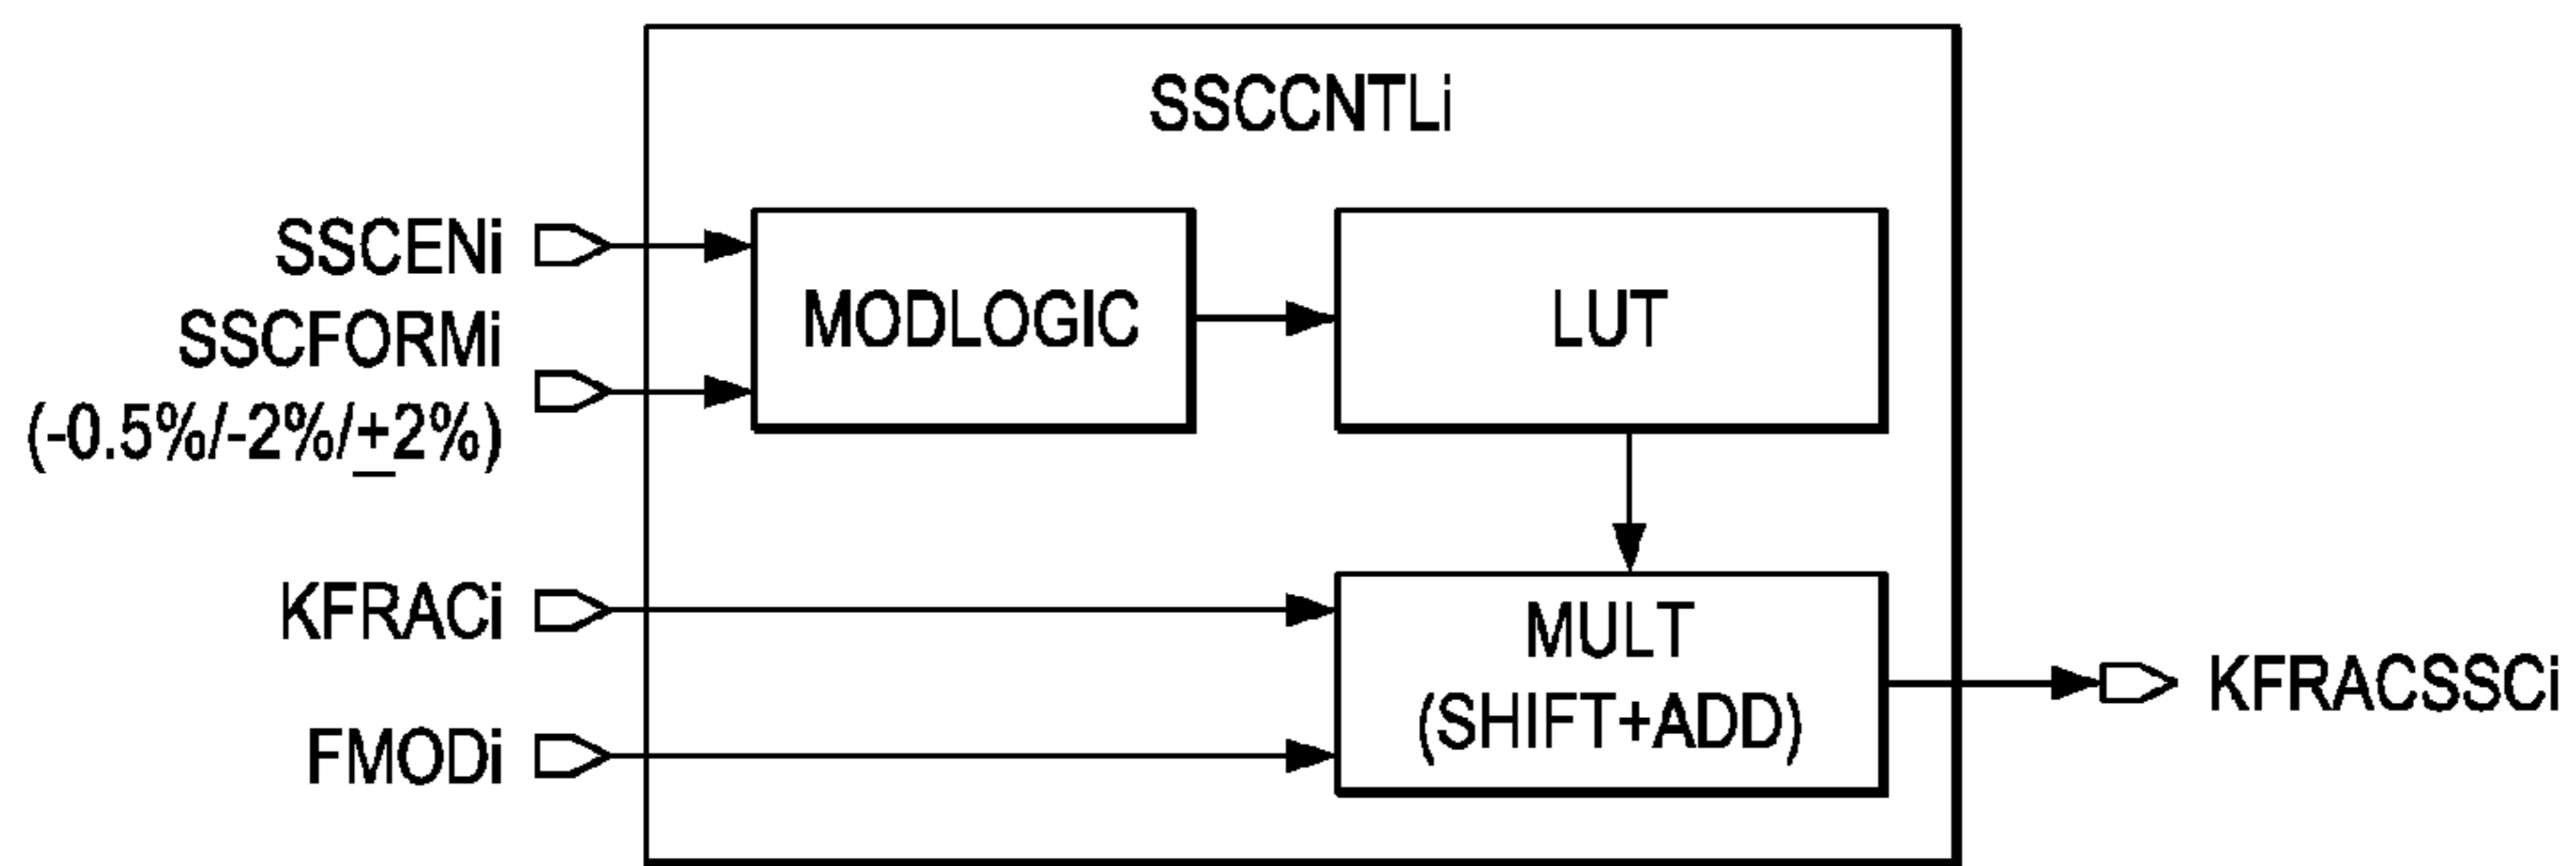 SSCCNTLi
SSCENi
SSCFORMi
(-0.5%/-2%/±2%)
MODLOGIC
LUT
KFRACi
FMODi
MULT
(SHIFT+ADD)
KFRACSSCi